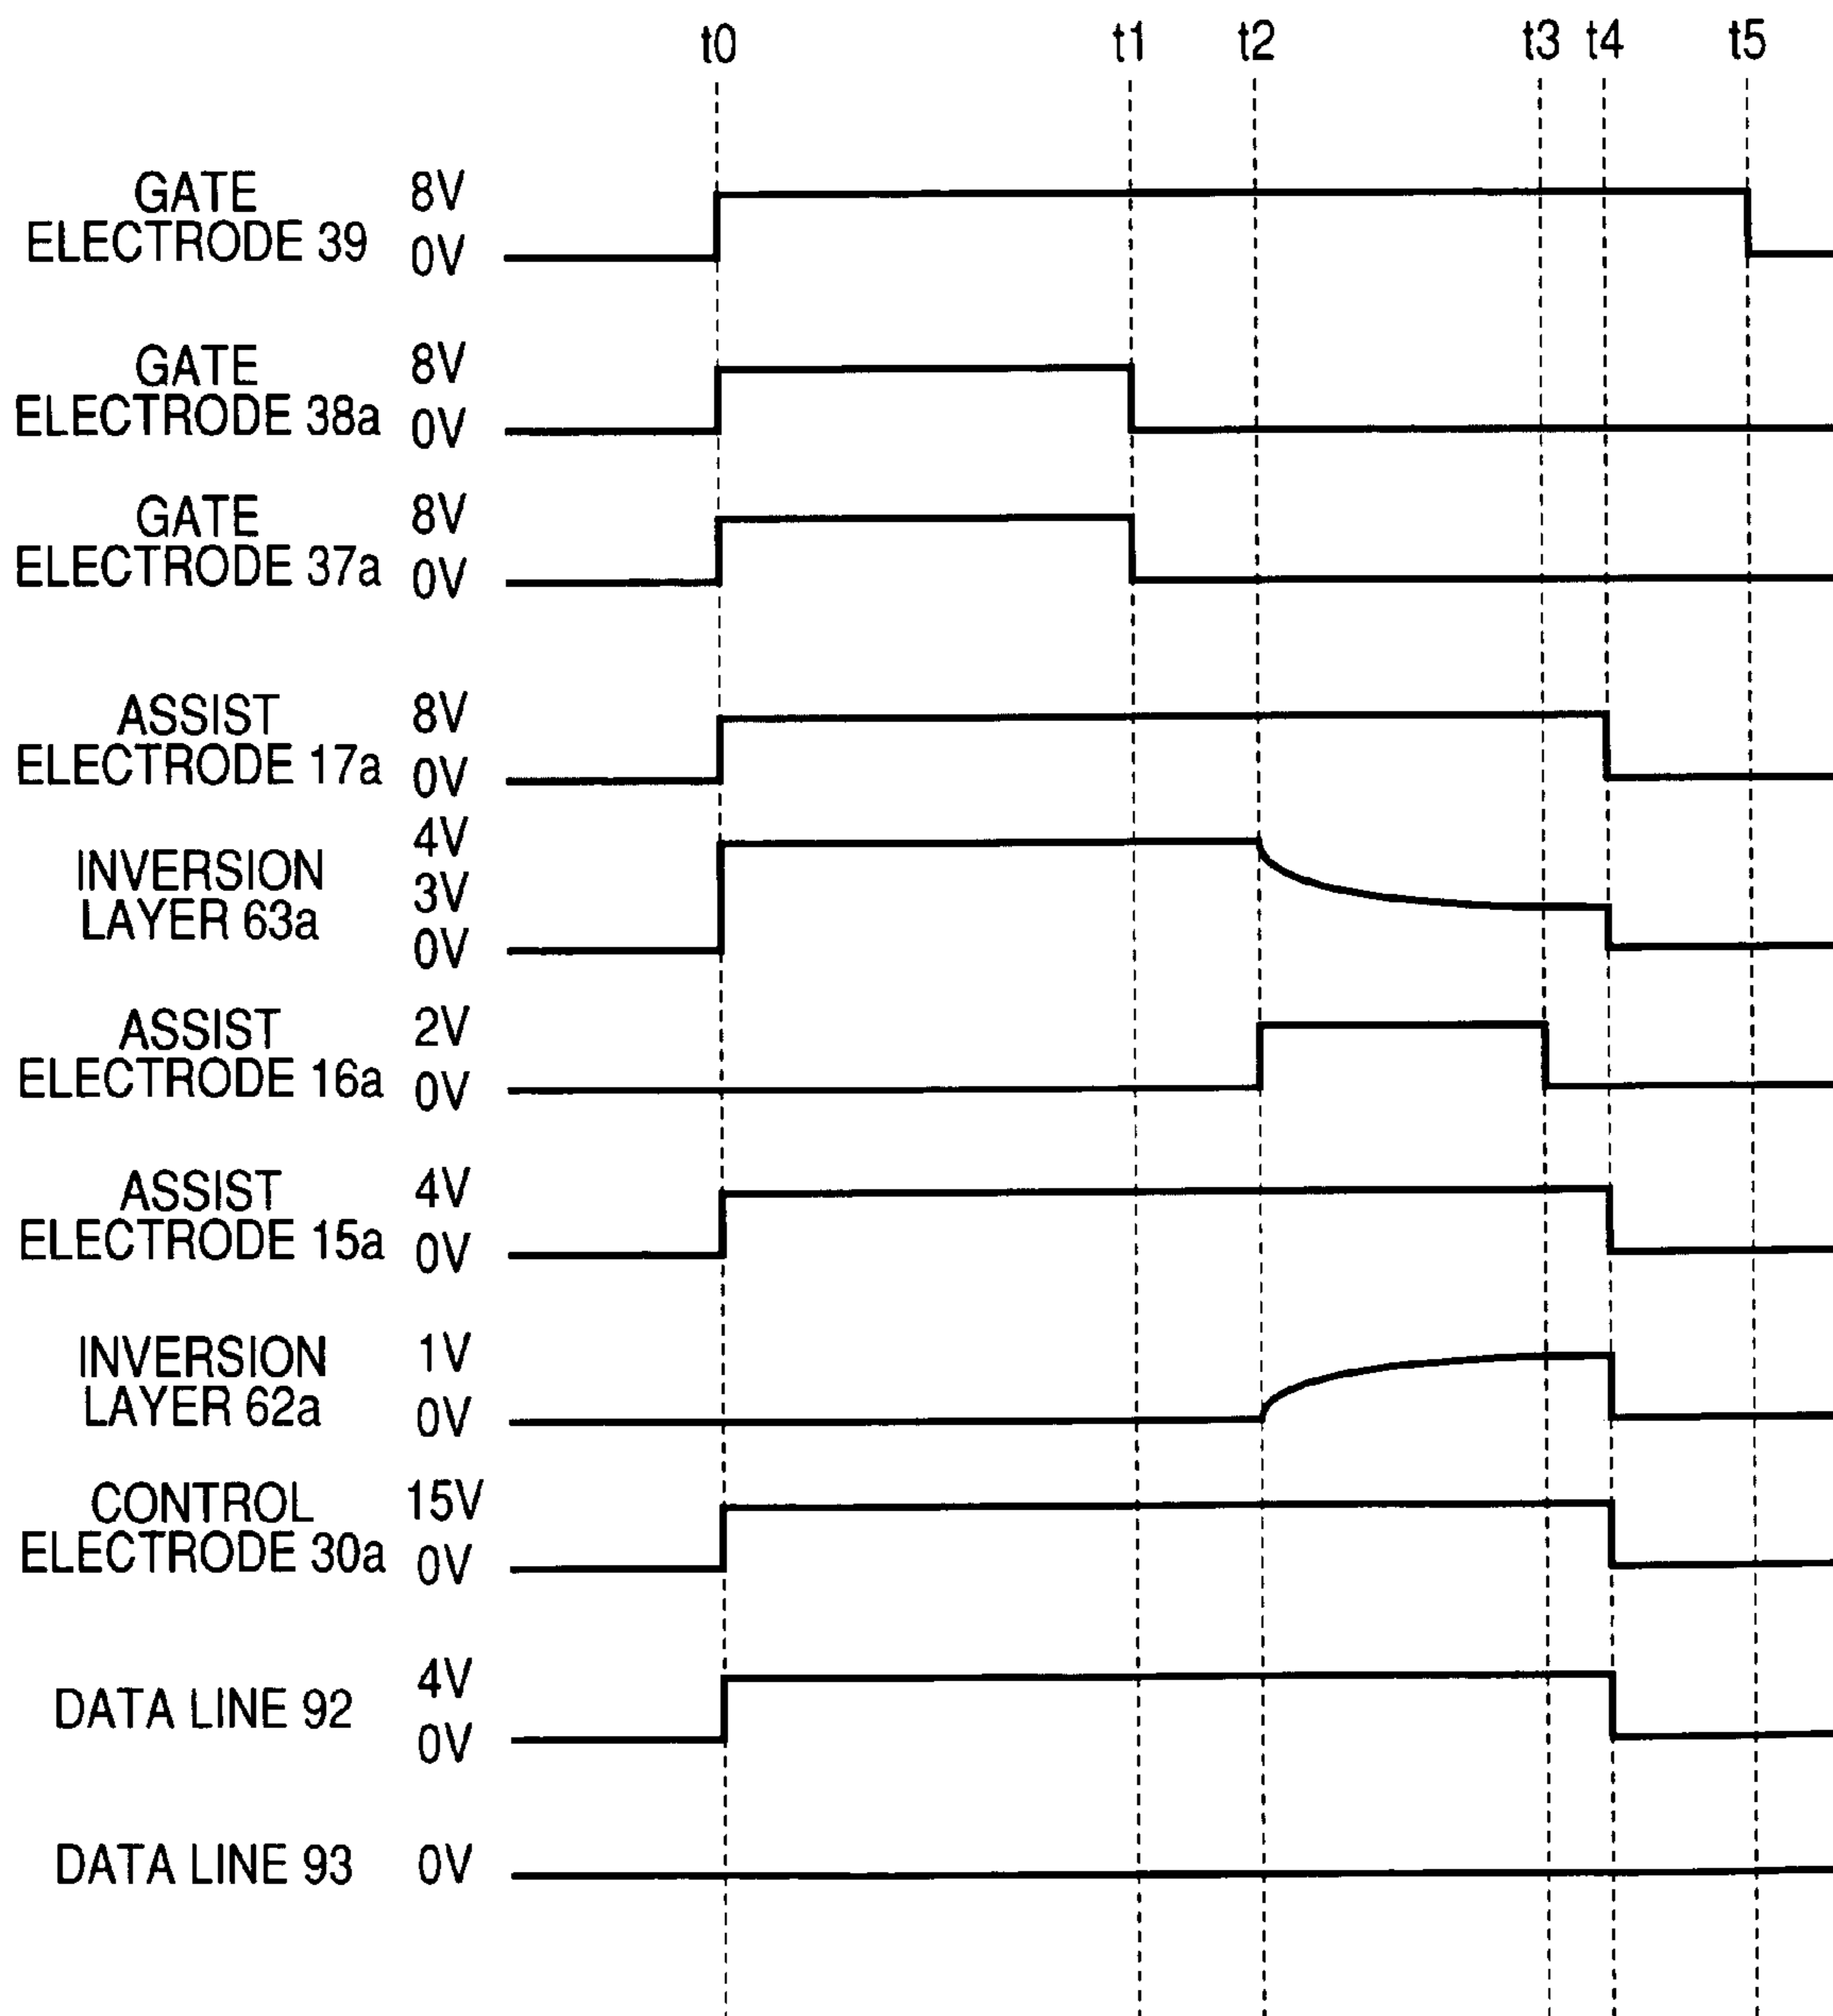 t0 t1 t2 t3 t4 t5
GATE
ELECTRODE 39
8V
0V
GATE
ELECTRODE 38a
8V
0V
GATE
ELECTRODE 37a
8V
0V
ASSIST
ELECTRODE 17a
8V
0V
INVERSION
LAYER 63a
4V
3V
0V
ASSIST
ELECTRODE 16a
2V
0V
ASSIST
ELECTRODE 15a
4V
0V
INVERSION
LAYER 62a
1V
0V
CONTROL
ELECTRODE 30a
15V
0V
DATA LINE 92
4V
0V
DATA LINE 93
0V